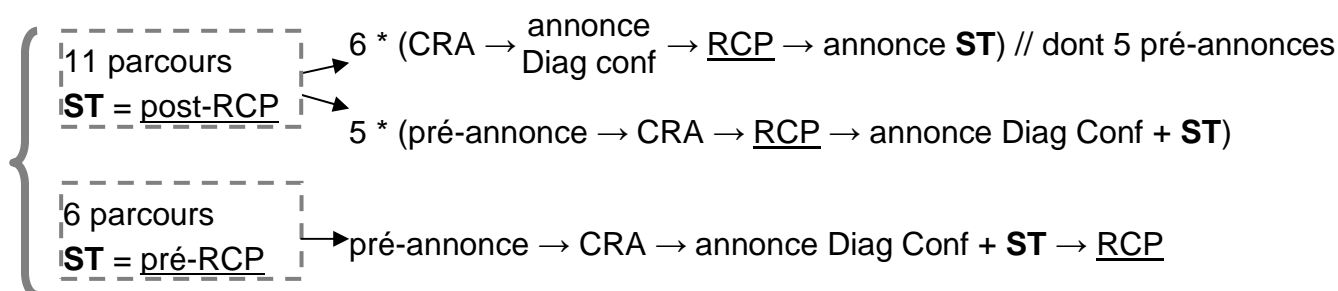 11 parcours
ST = post-RCP
6 * (CRA → annonce Diag conf → RCP → annonce ST) // dont 5 pré-annonces
5 * (pré-annonce → CRA → RCP → annonce Diag Conf + ST)
6 parcours
ST = pré-RCP
pré-annonce → CRA → annonce Diag Conf + ST → RCP